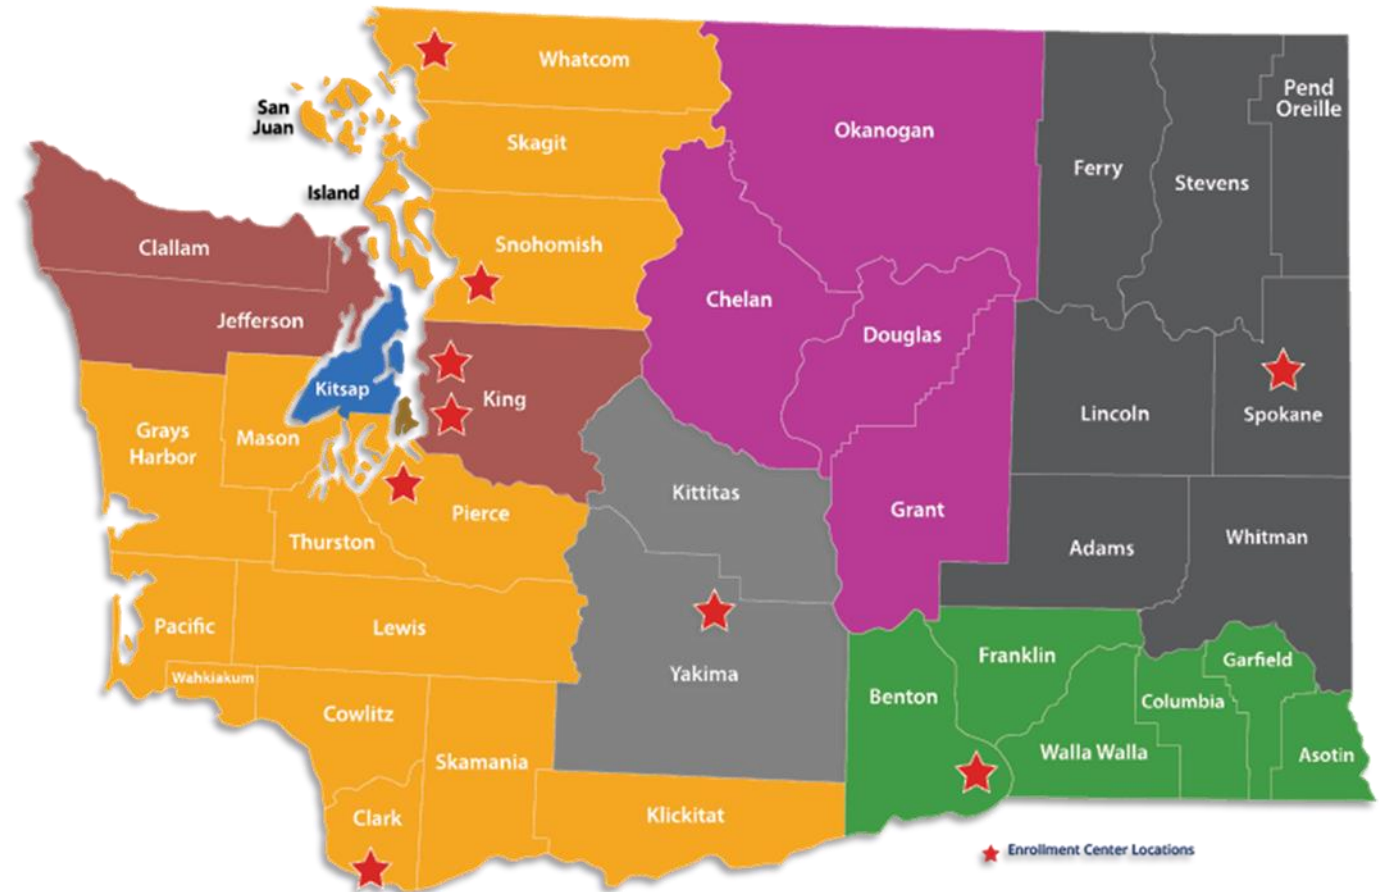 Whatcom
San
Juan
Skagit
Island
Snohomish
Clallam
Jefferson
Kitsap
King
Grays
Harbor
Mason
Pierce
Thurston
Pacific
Lewis
Wahkiakum
Cowlitz
Skamania
Clark
Klickitat
Okanogan
Chelan
Douglas
Grant
Kittitas
Yakima
Ferry
Stevens
Pend
Oreille
Lincoln
Spokane
Adams
Whitman
Franklin
Benton
Walla Walla
Columbia
Garfield
Asotin
Enrollment Center Locations